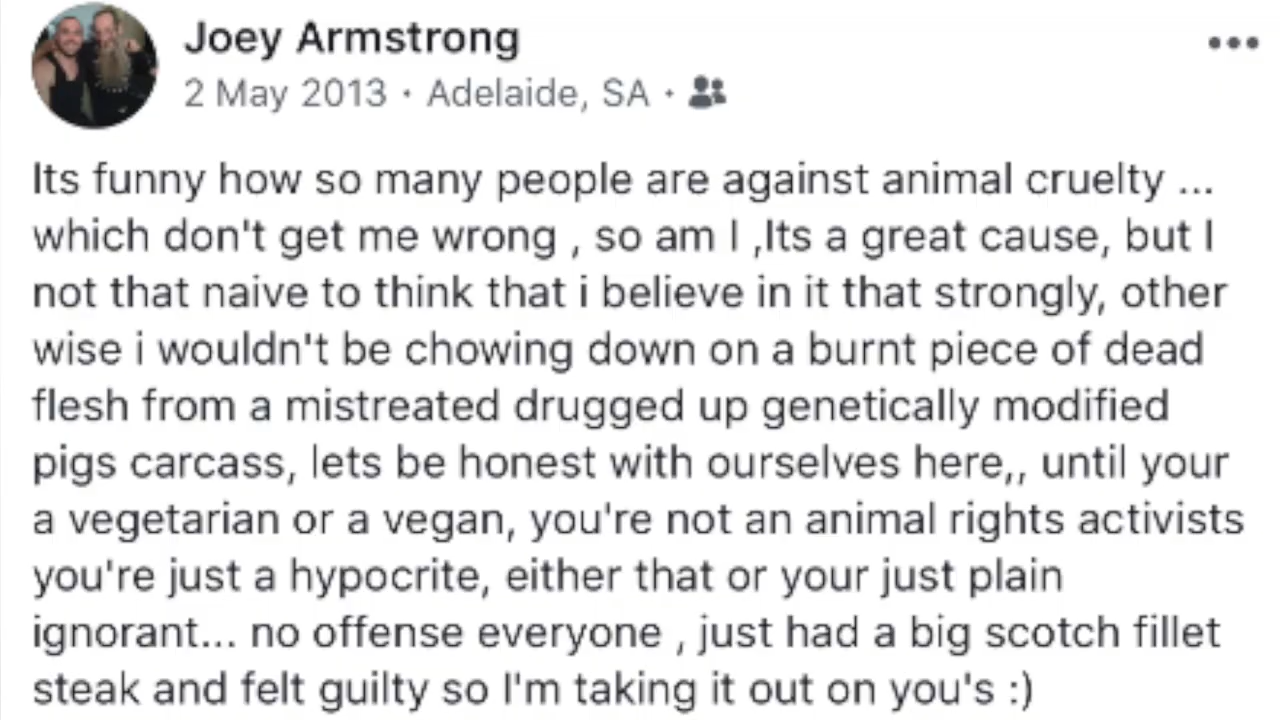 Joey Armstrong
2 May 2013 · Adelaide, SA ·
Its funny how so many people are against animal cruelty ...
which don't get me wrong , so am I ,Its a great cause, but I
not that naive to think that i believe in it that strongly, other
wise i wouldn't be chowing down on a burnt piece of dead
flesh from a mistreated drugged up genetically modified
pigs carcass, lets be honest with ourselves here,, until your
a vegetarian or a vegan, you're not an animal rights activists
you're just a hypocrite, either that or your just plain
ignorant... no offense everyone , just had a big scotch fillet
steak and felt guilty so I'm taking it out on you's :)